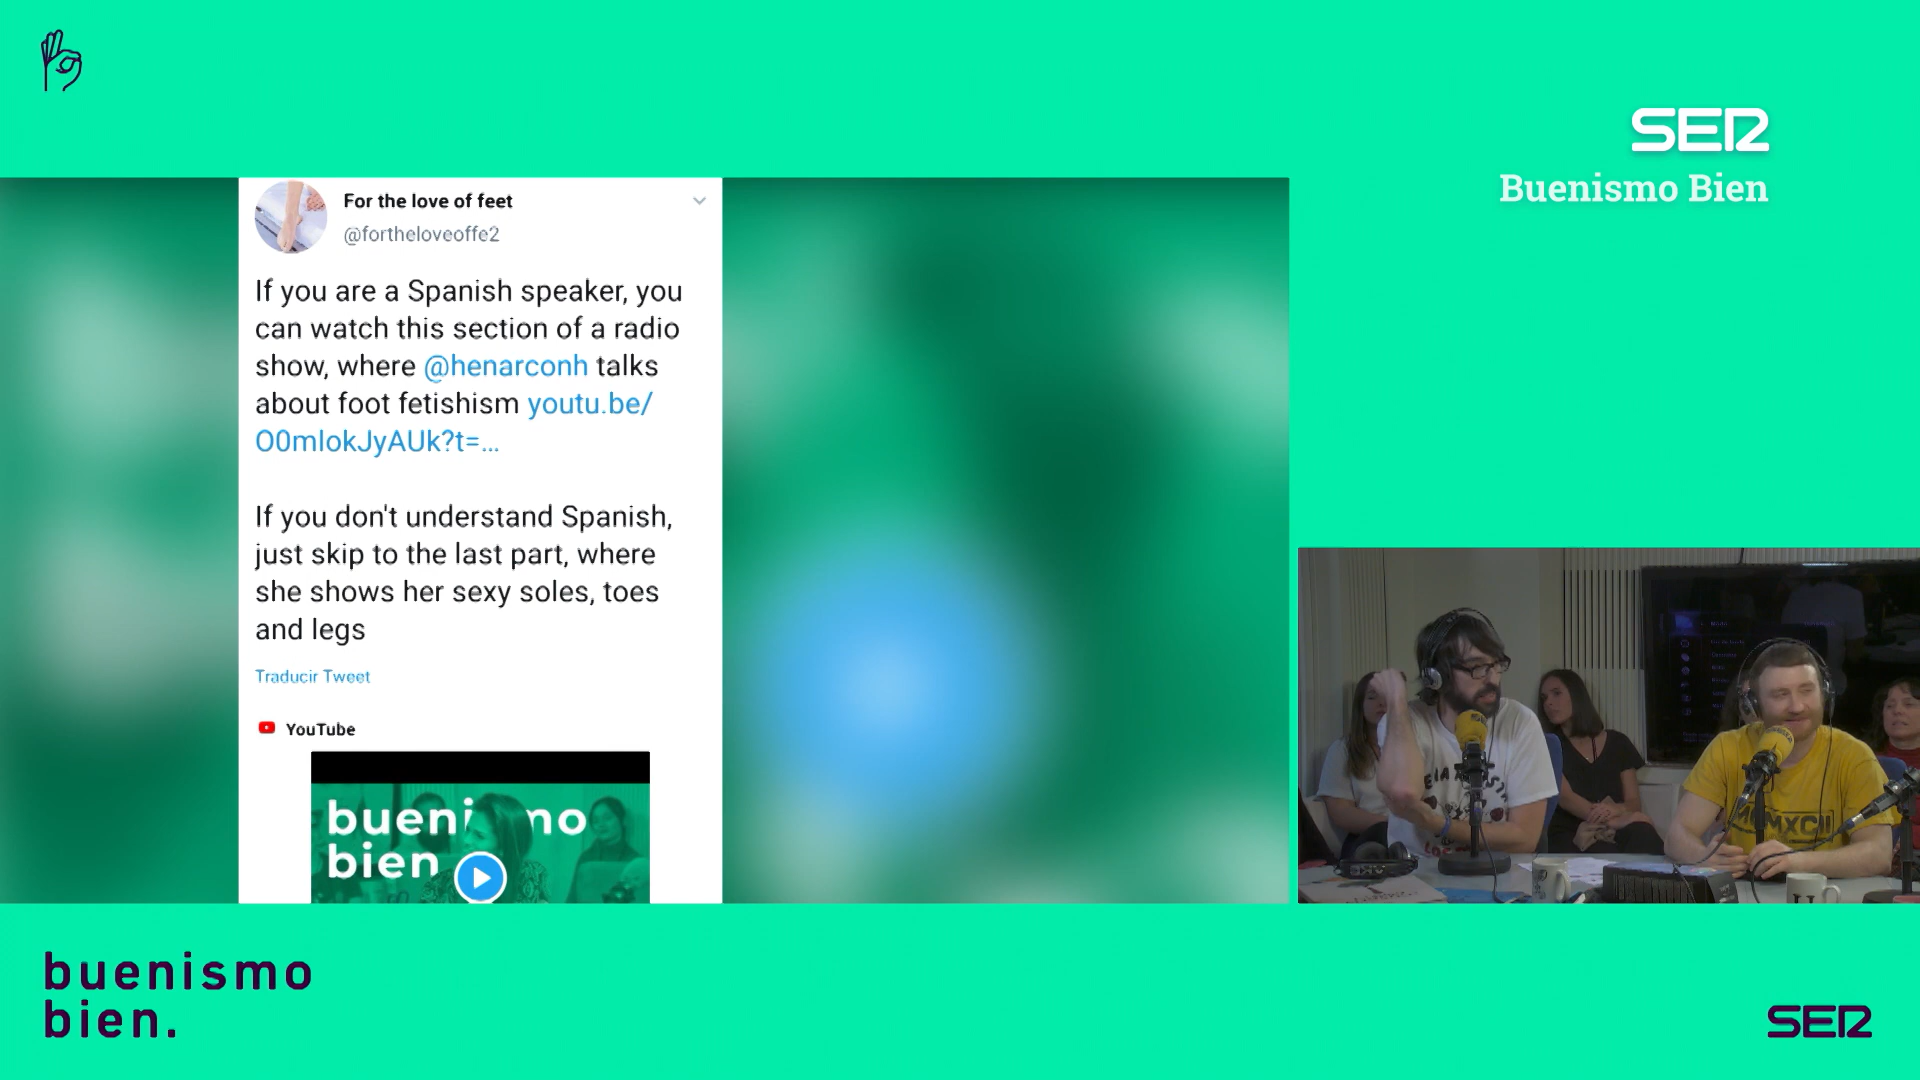 SER
Buenismo Bien
For the love of feet
@fortheloveoffe2
If you are a Spanish speaker, you
can watch this section of a radio
show, where @henarconh talks
about foot fetishism youtu.be/
O0mlokJyAUk?t=...
If you don't understand Spanish,
just skip to the last part, where
she shows her sexy soles, toes
and legs
Traducir Tweet
YouTube
bien
MCMXCII
buenismo
bien.
SER